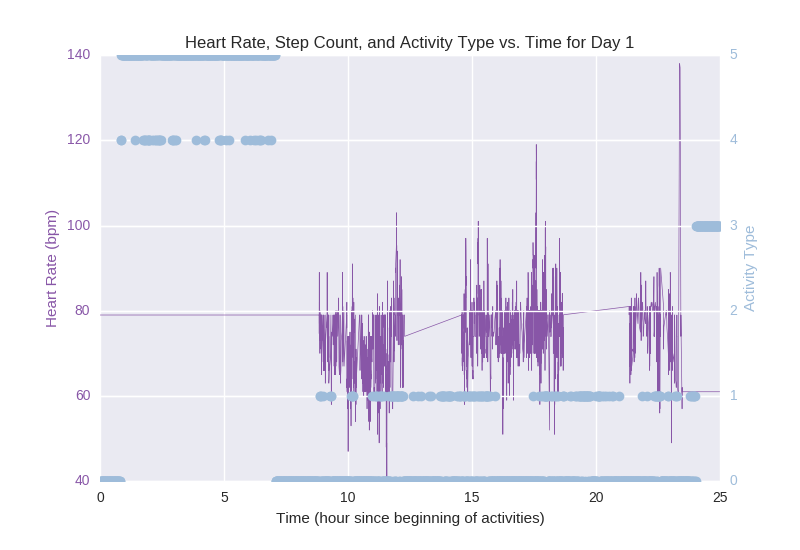 Heart Rate, Step Count, and Activity Type vs. Time for Day 1
140
120
100
80
60
40
Heart Rate (bpm)
5
4
3
2
1
0
Activity Type
0 5 10 15 20 25
Time (hour since beginning of activities)